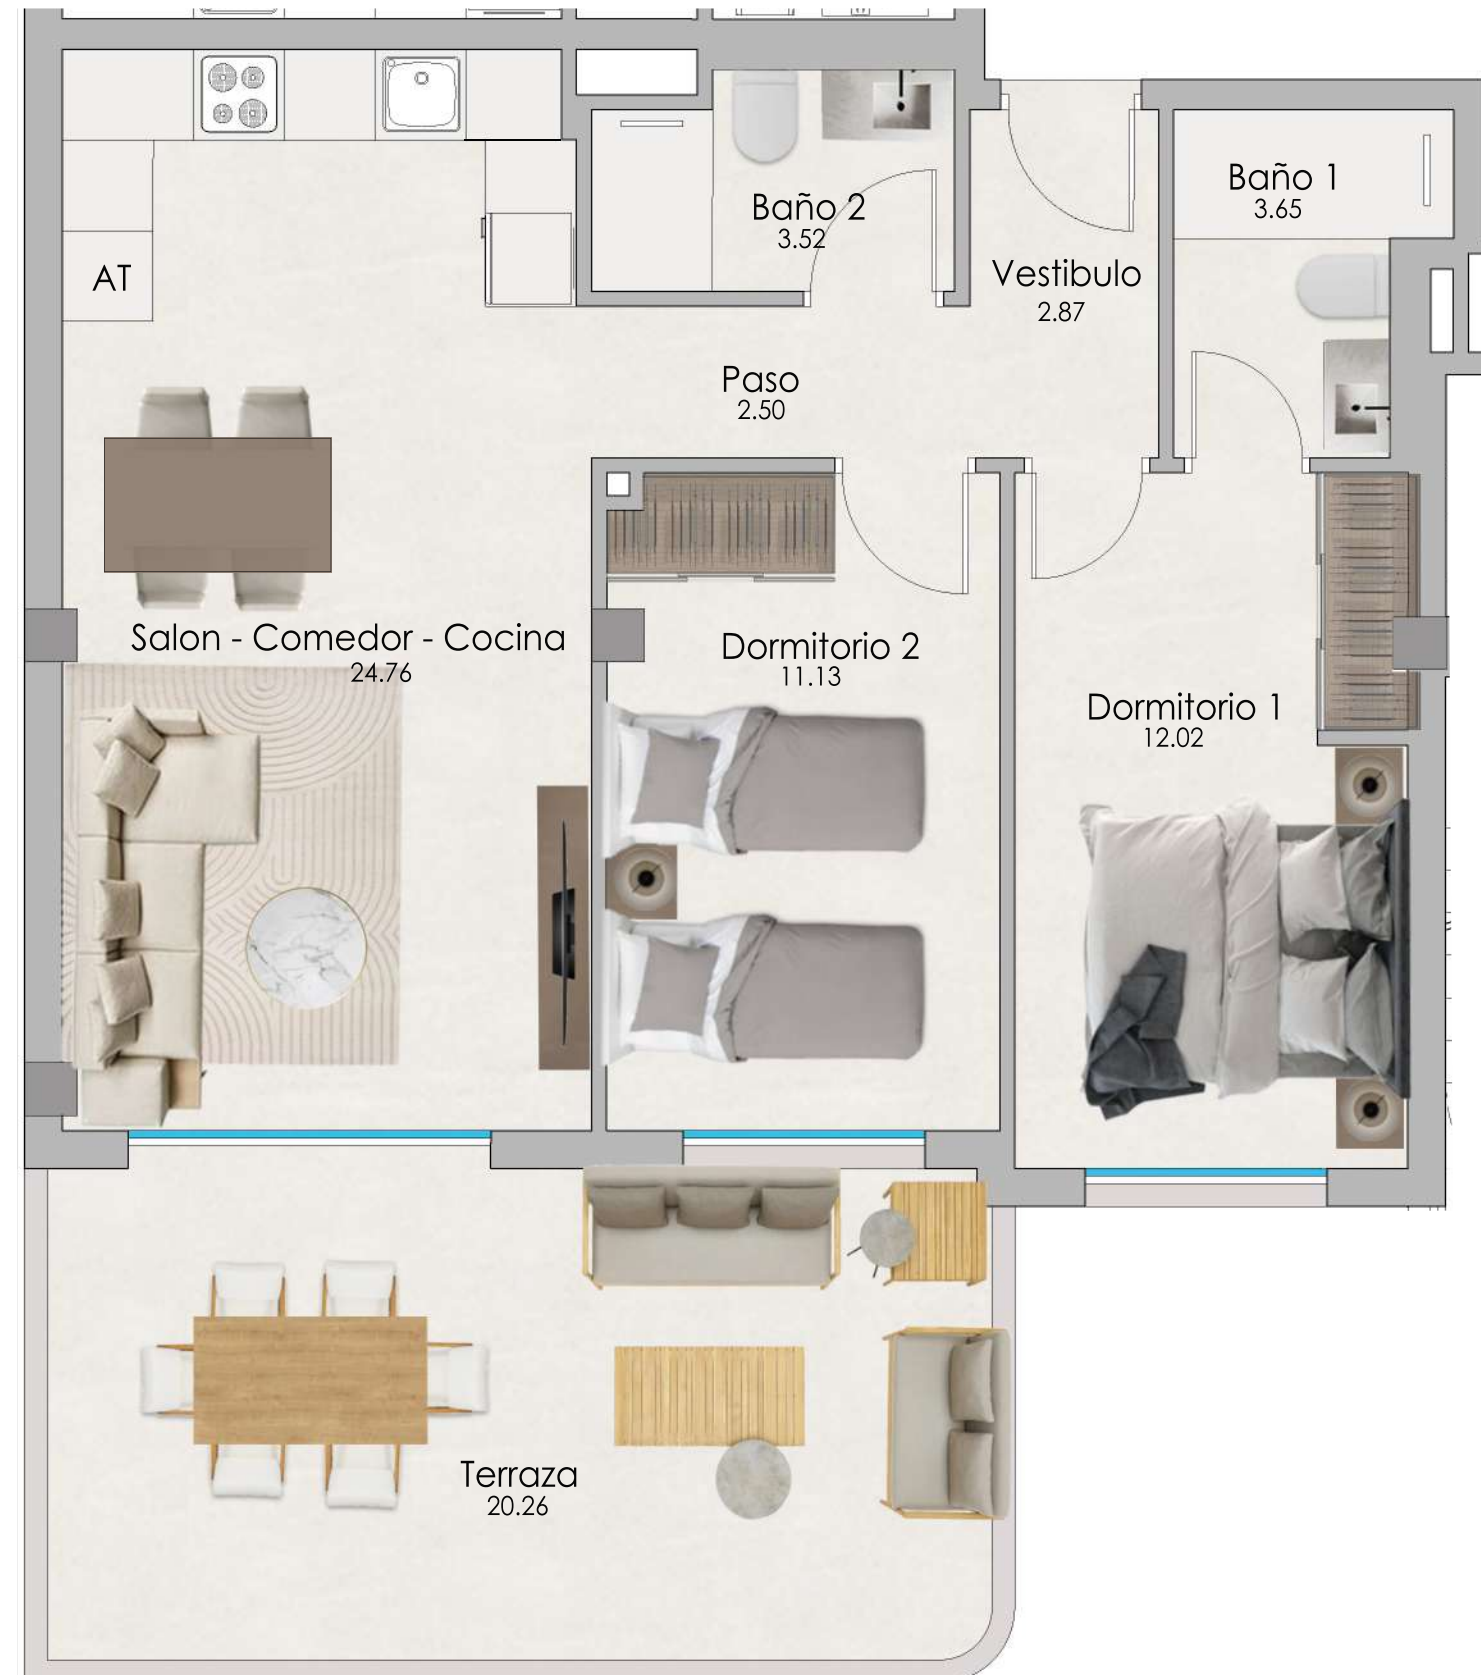 Baño 1
3.65
Baño 2
3.52
AT
Vestibulo
2.87
Paso
2.50
Salon - Comedor - Cocina
24.76
Dormitorio 2
11.13
Dormitorio 1
12.02
Terraza
20.26